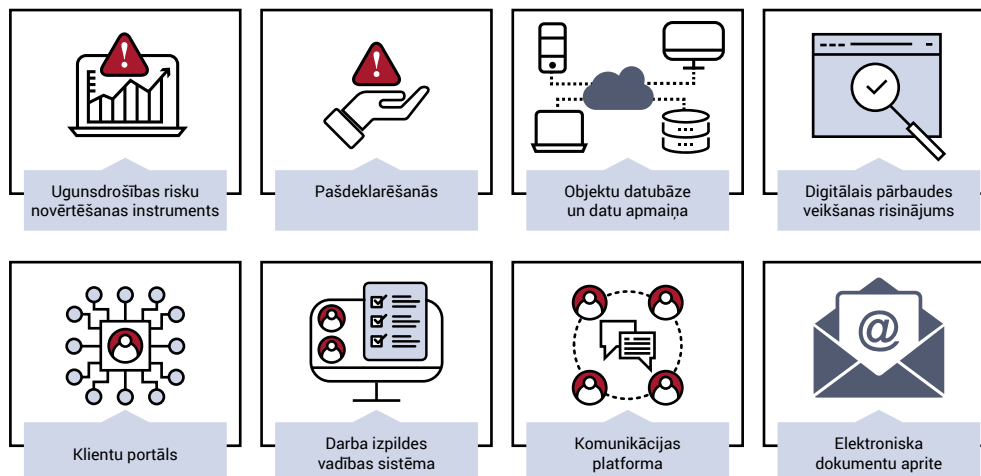 Ugunsdrošības risku
novērtēšanas instruments
Pašdeklarēšanās
Objektu datubāze
un datu apmaiņa
Digitālais pārbaudes
veikšanas risinājums
Klientu portāls
Darba izpildes
vadības sistēma
Komunikācijas
platforma
@
Elektroniska
dokumentu aprite